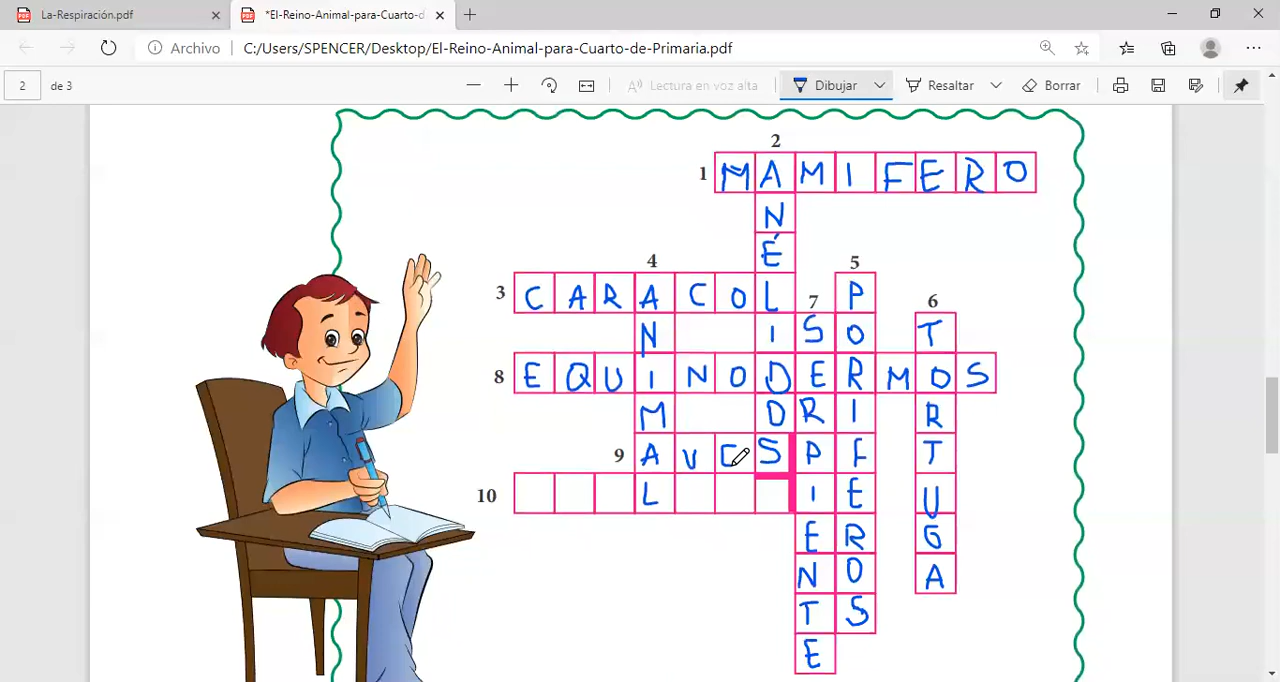 La-Respiración.pdf
*El-Reino-Animal-para-Cuarto-d
Archivo C:/Users/SPENCER/Desktop/El-Reino-Animal-para-Cuarto-de-Primaria.pdf
2 de 3 Lectura en voz alta Dibujar Resaltar Borrar
2
1 MAMIFERO
N
É
4 5
3 CARACOL P
7 6
N I S O T
8 EQUINODERMOS
M O R I R
9 AVES P F T
10 L I E U
E R G
N O A
T S
E